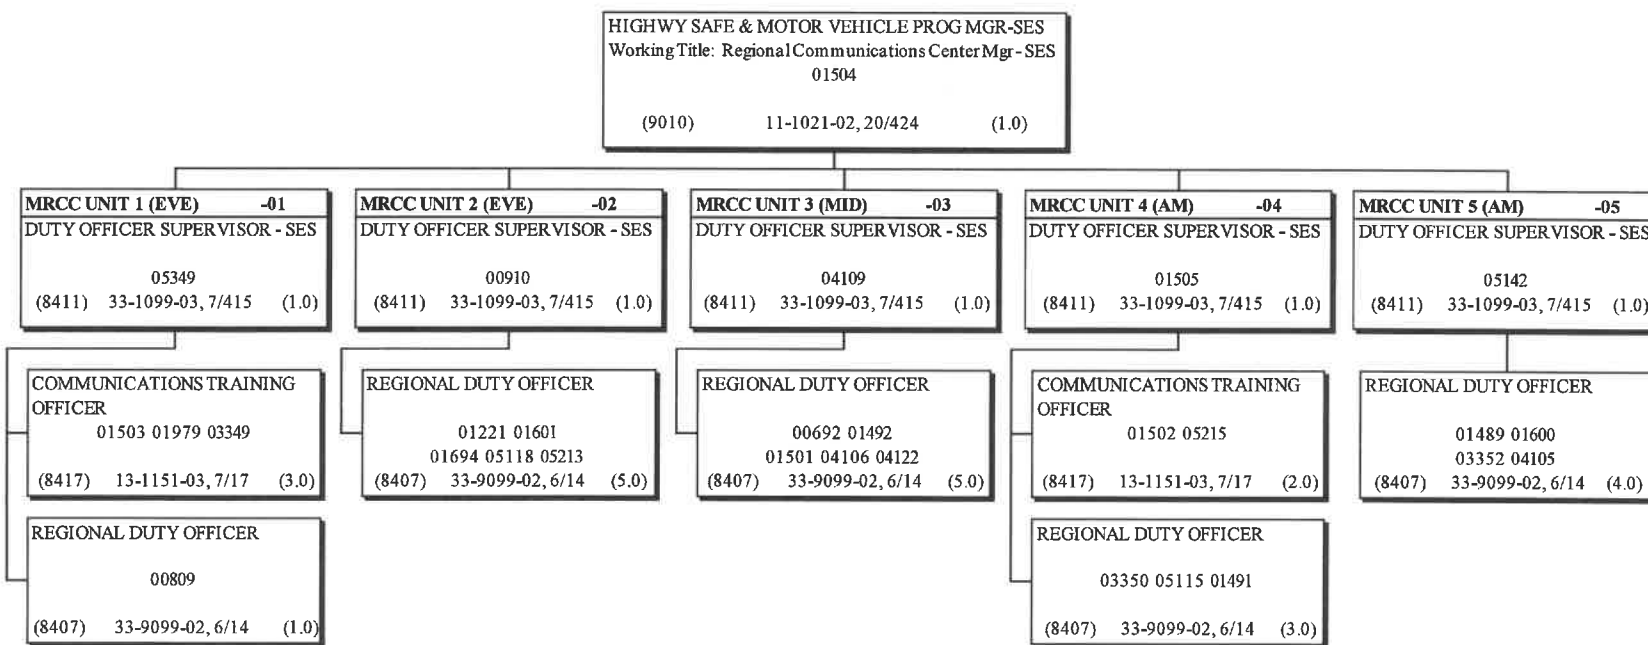 HIGHWY SAFE & MOTOR VEHICLE PROG MGR-SES
Working Title: Regional Communications Center Mgr - SES
01504
(9010) 11-1021-02, 20/424 (1.0)
MRCC UNIT 1 (EVE) -01
DUTY OFFICER SUPERVISOR - SES
05349
(8411) 33-1099-03, 7/415 (1.0)
COMMUNICATIONS TRAINING
OFFICER
01503 01979 03349
(8417) 13-1151-03, 7/17 (3.0)
REGIONAL DUTY OFFICER
00809
(8407) 33-9099-02, 6/14 (1.0)
MRCC UNIT 2 (EVE) -02
DUTY OFFICER SUPERVISOR - SES
00910
(8411) 33-1099-03, 7/415 (1.0)
REGIONAL DUTY OFFICER
01221 01601
01694 05118 05213
(8407) 33-9099-02, 6/14 (5.0)
MRCC UNIT 3 (MID) -03
DUTY OFFICER SUPERVISOR - SES
04109
(8411) 33-1099-03, 7/415 (1.0)
REGIONAL DUTY OFFICER
00692 01492
01501 04106 04122
(8407) 33-9099-02, 6/14 (5.0)
MRCC UNIT 4 (AM) -04
DUTY OFFICER SUPERVISOR - SES
01505
(8411) 33-1099-03, 7/415 (1.0)
COMMUNICATIONS TRAINING
OFFICER
01502 05215
(8417) 13-1151-03, 7/17 (2.0)
REGIONAL DUTY OFFICER
03350 05115 01491
(8407) 33-9099-02, 6/14 (3.0)
MRCC UNIT 5 (AM) -05
DUTY OFFICER SUPERVISOR - SES
05142
(8411) 33-1099-03, 7/415 (1.0)
REGIONAL DUTY OFFICER
01489 01600
03352 04105
(8407) 33-9099-02, 6/14 (4.0)